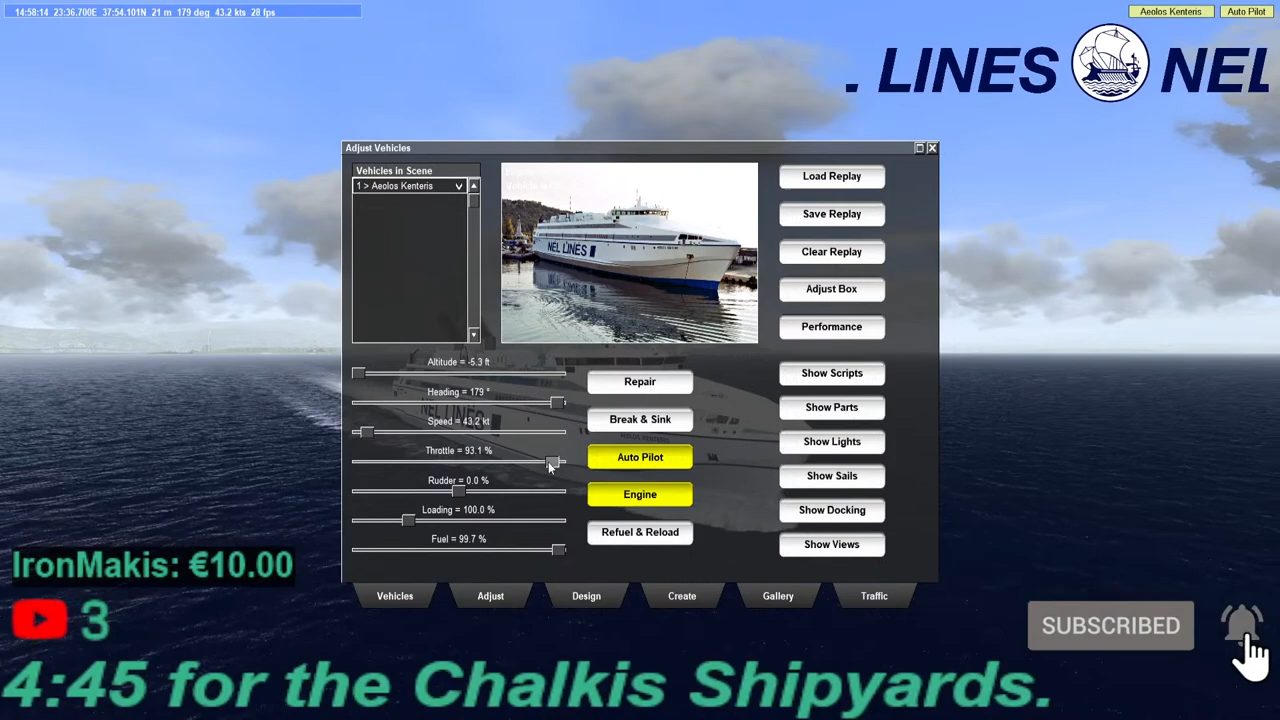 14:58:14 23:36.700E 37:54.101N 21 m 179 deg 43.2 kts 28 fps
Aeolos Kenteris
Auto Pilot
. LINES NEL
Adjust Vehicles
Vehicles in Scene
1 > Aeolos Kenteris
NEL LINES
Load Replay
Save Replay
Clear Replay
Adjust Box
Performance
Altitude = -5.3 ft
Heading = 179 °
Speed = 43.2 kt
Throttle = 93.1 %
Rudder = 0.0 %
Loading = 100.0 %
Fuel = 99.7 %
NEL LINES
Repair
Break & Sink
Auto Pilot
Engine
Refuel & Reload
Show Scripts
Show Parts
Show Lights
Show Sails
Show Docking
Show Views
Vehicles
Adjust
Design
Create
Gallery
Traffic
IronMakis: €10.00
3
SUBSCRIBED
4:45 for the Chalkis Shipyards.